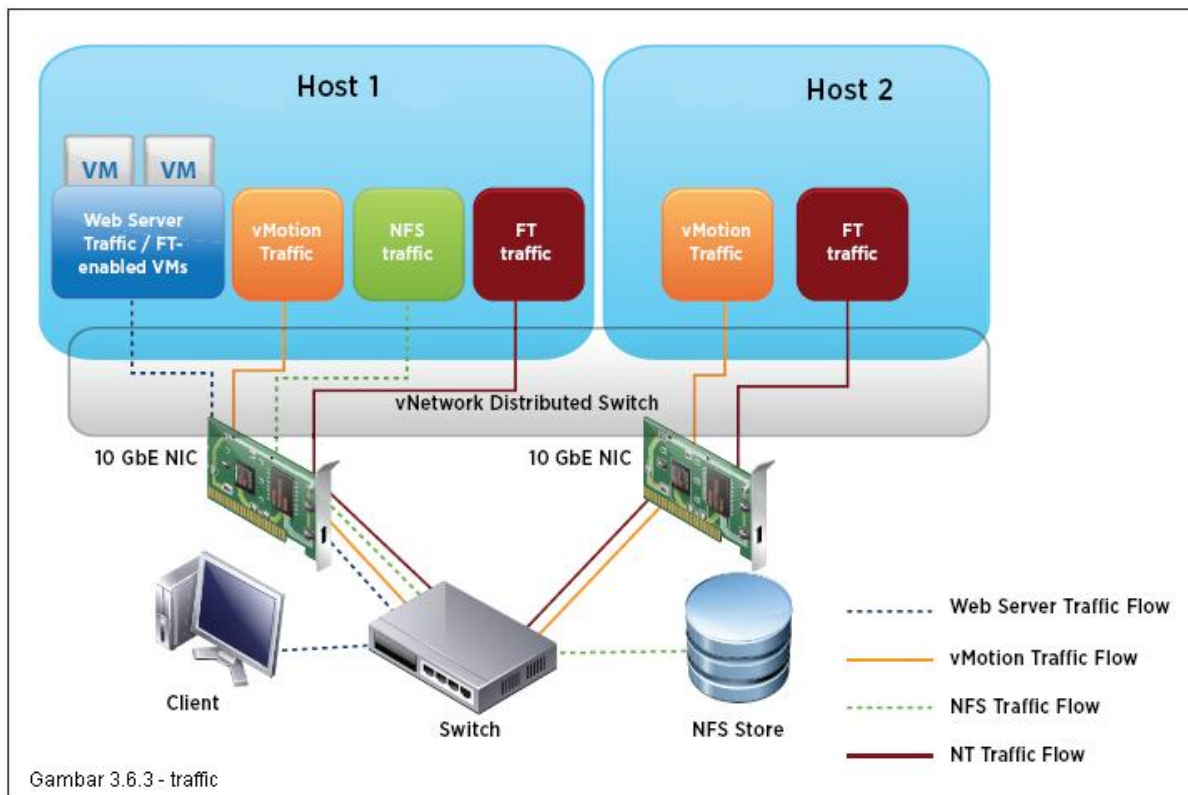 Host 1
Host 2
VM
VM
Web Server
Traffic / FT-
enabled VMs
vMotion
Traffic
NFS
traffic
FT
traffic
vMotion
Traffic
FT
traffic
vNetwork Distributed Switch
10 GbE NIC
10 GbE NIC
Client
Switch
NFS Store
Web Server Traffic Flow
vMotion Traffic Flow
NFS Traffic Flow
NT Traffic Flow
Gambar 3.6.3 - traffic